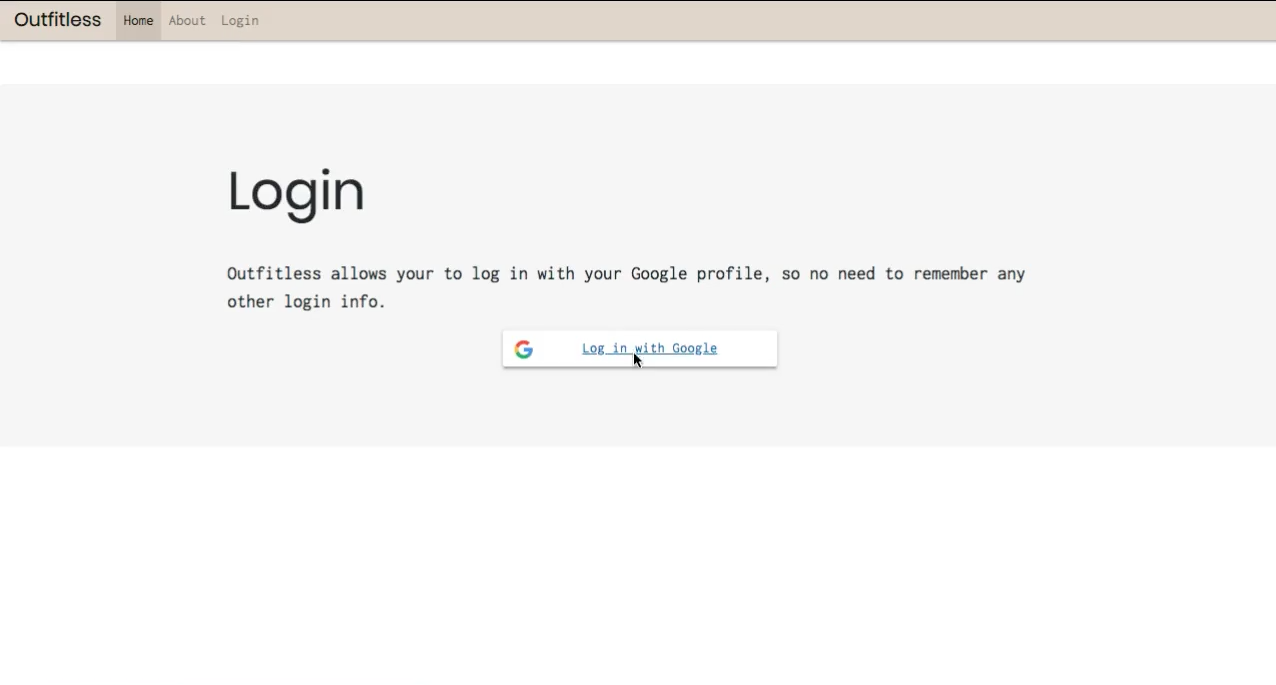 Outfitless Home About Login
Login
Outfitless allows your to log in with your Google profile, so no need to remember any
other login info.
Log in with Google